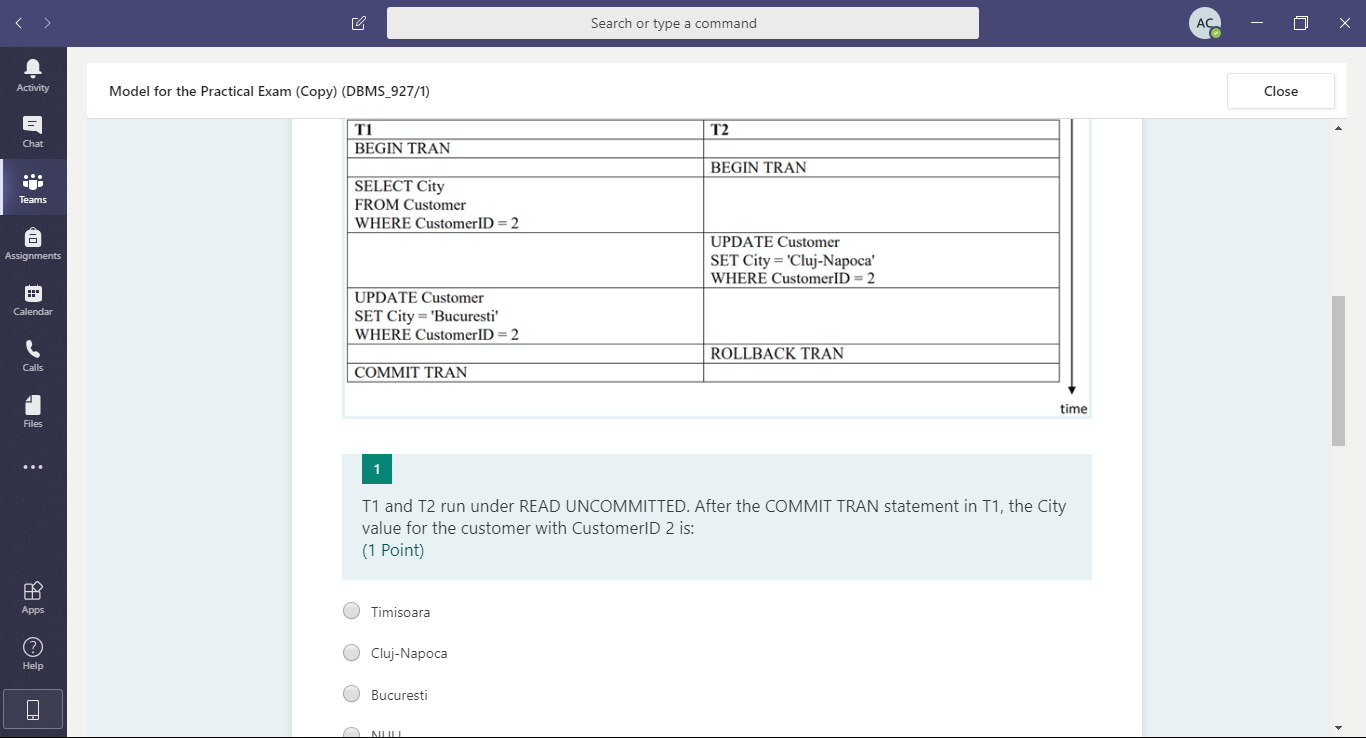 Search or type a command
AC
Activity
Chat
Teams
Assignments
Calendar
Calls
Files
Apps
Help
Model for the Practical Exam (Copy) (DBMS_927/1)
Close
T1 T2
BEGIN TRAN
BEGIN TRAN
SELECT City
FROM Customer
WHERE CustomerID = 2
UPDATE Customer
SET City = 'Cluj-Napoca'
WHERE CustomerID = 2
UPDATE Customer
SET City = 'Bucuresti'
WHERE CustomerID = 2
ROLLBACK TRAN
COMMIT TRAN
time
1
T1 and T2 run under READ UNCOMMITTED. After the COMMIT TRAN statement in T1, the City
value for the customer with CustomerID 2 is:
(1 Point)
Timisoara
Cluj-Napoca
Bucuresti
NULL